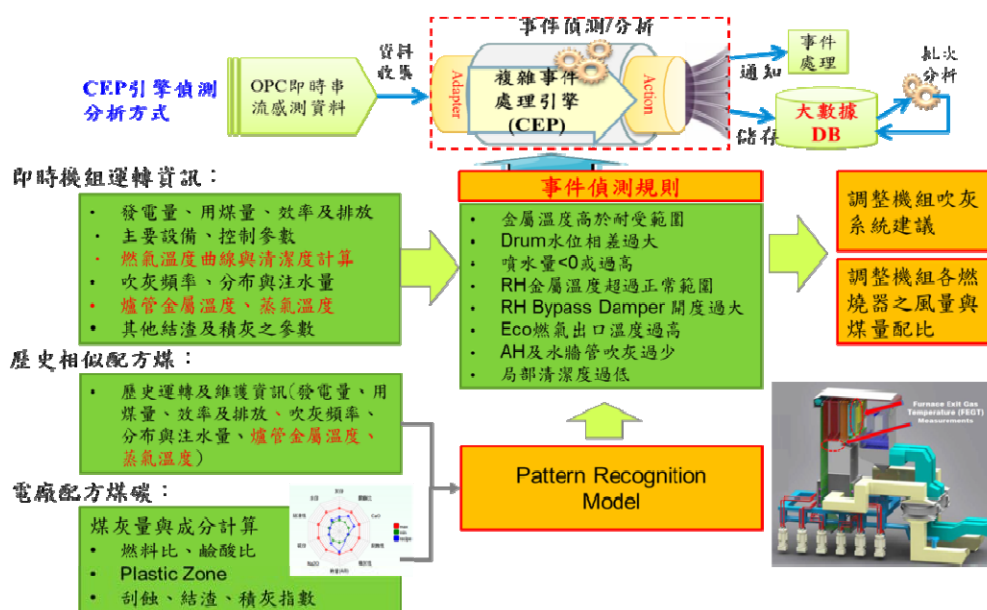 事件偵測/分析
資料
收集
CEP引擎偵測
分析方式
OPC即時串
流感測資料
Adapter
複雜事件
處理引擎
(CEP)
Action
通知
事件
處理
儲存
大數據
DB
批次
分析
即時機組運轉資訊：
• 發電量、用煤量、效率及排放
• 主要設備、控制參數
• 燃氣溫度曲線與清潔度計算
• 吹灰頻率、分布與注水量
• 爐管金屬溫度、蒸氣溫度
• 其他結渣及積灰之參數
事件偵測規則
• 金屬溫度高於耐受範圍
• Drum水位相差過大
• 噴水量<0或過高
• RH金屬溫度超過正常範圍
• RH Bypass Damper 開度過大
• Eco燃氣出口溫度過高
• AH及水牆管吹灰過少
• 局部清潔度過低
調整機組吹灰
系統建議
調整機組各燃
燒器之風量與
煤量配比
歷史相似配方煤：
• 歷史運轉及維護資訊(發電量、用
煤量、效率及排放、吹灰頻率、
分布與注水量、爐管金屬溫度、
蒸氣溫度)
Pattern Recognition
Model
電廠配方煤碳：
煤灰量與成分計算
• 燃料比、鹼酸比
• Plastic Zone
• 刮蝕、結渣、積灰指數
Furnace Exit Gas
Temperature (FEGT)
Measurements